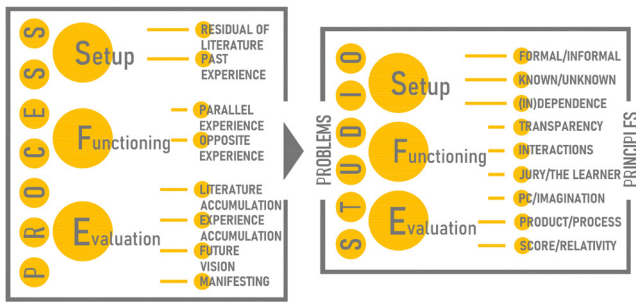 PROCESS
Setup
RESIDUAL OF
LITERATURE
PAST
EXPERIENCE
Functioning
PARALLEL
EXPERIENCE
OPPOSITE
EXPERIENCE
Evaluation
LITERATURE
ACCUMULATION
EXPERIENCE
ACCUMULATION
FUTURE
VISION
MANIFESTING
PROBLEMS
STUDIO
Setup
FORMAL/INFORMAL
KNOWN/UNKNOWN
(IN)DEPENDENCE
Functioning
TRANSPARENCY
INTERACTIONS
JURY/THE LEARNER
Evaluation
PC/IMAGINATION
PRODUCT/PROCESS
SCORE/RELATIVITY
PRINCIPLES